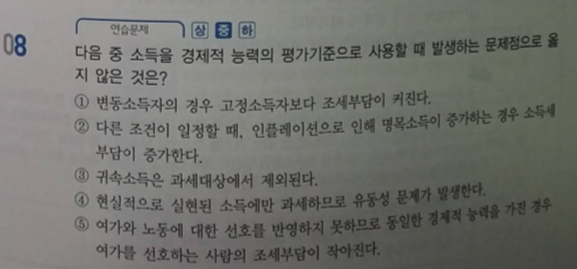 08
연습문제 상 중 하
다음 중 소득을 경제적 능력의 평가기준으로 사용할 때 발생하는 문제점으로 옳
지 않은 것은?
① 변동소득자의 경우 고정소득자보다 조세부담이 커진다.
② 다른 조건이 일정할 때, 인플레이션으로 인해 명목소득이 증가하는 경우 소득세
부담이 증가한다.
③ 귀속소득은 과세대상에서 제외된다.
④ 현실적으로 실현된 소득에만 과세하므로 유동성 문제가 발생한다.
⑤ 여가와 노동에 대한 선호를 반영하지 못하므로 동일한 경제적 능력을 가진 경우
여가를 선호하는 사람의 조세부담이 작아진다.